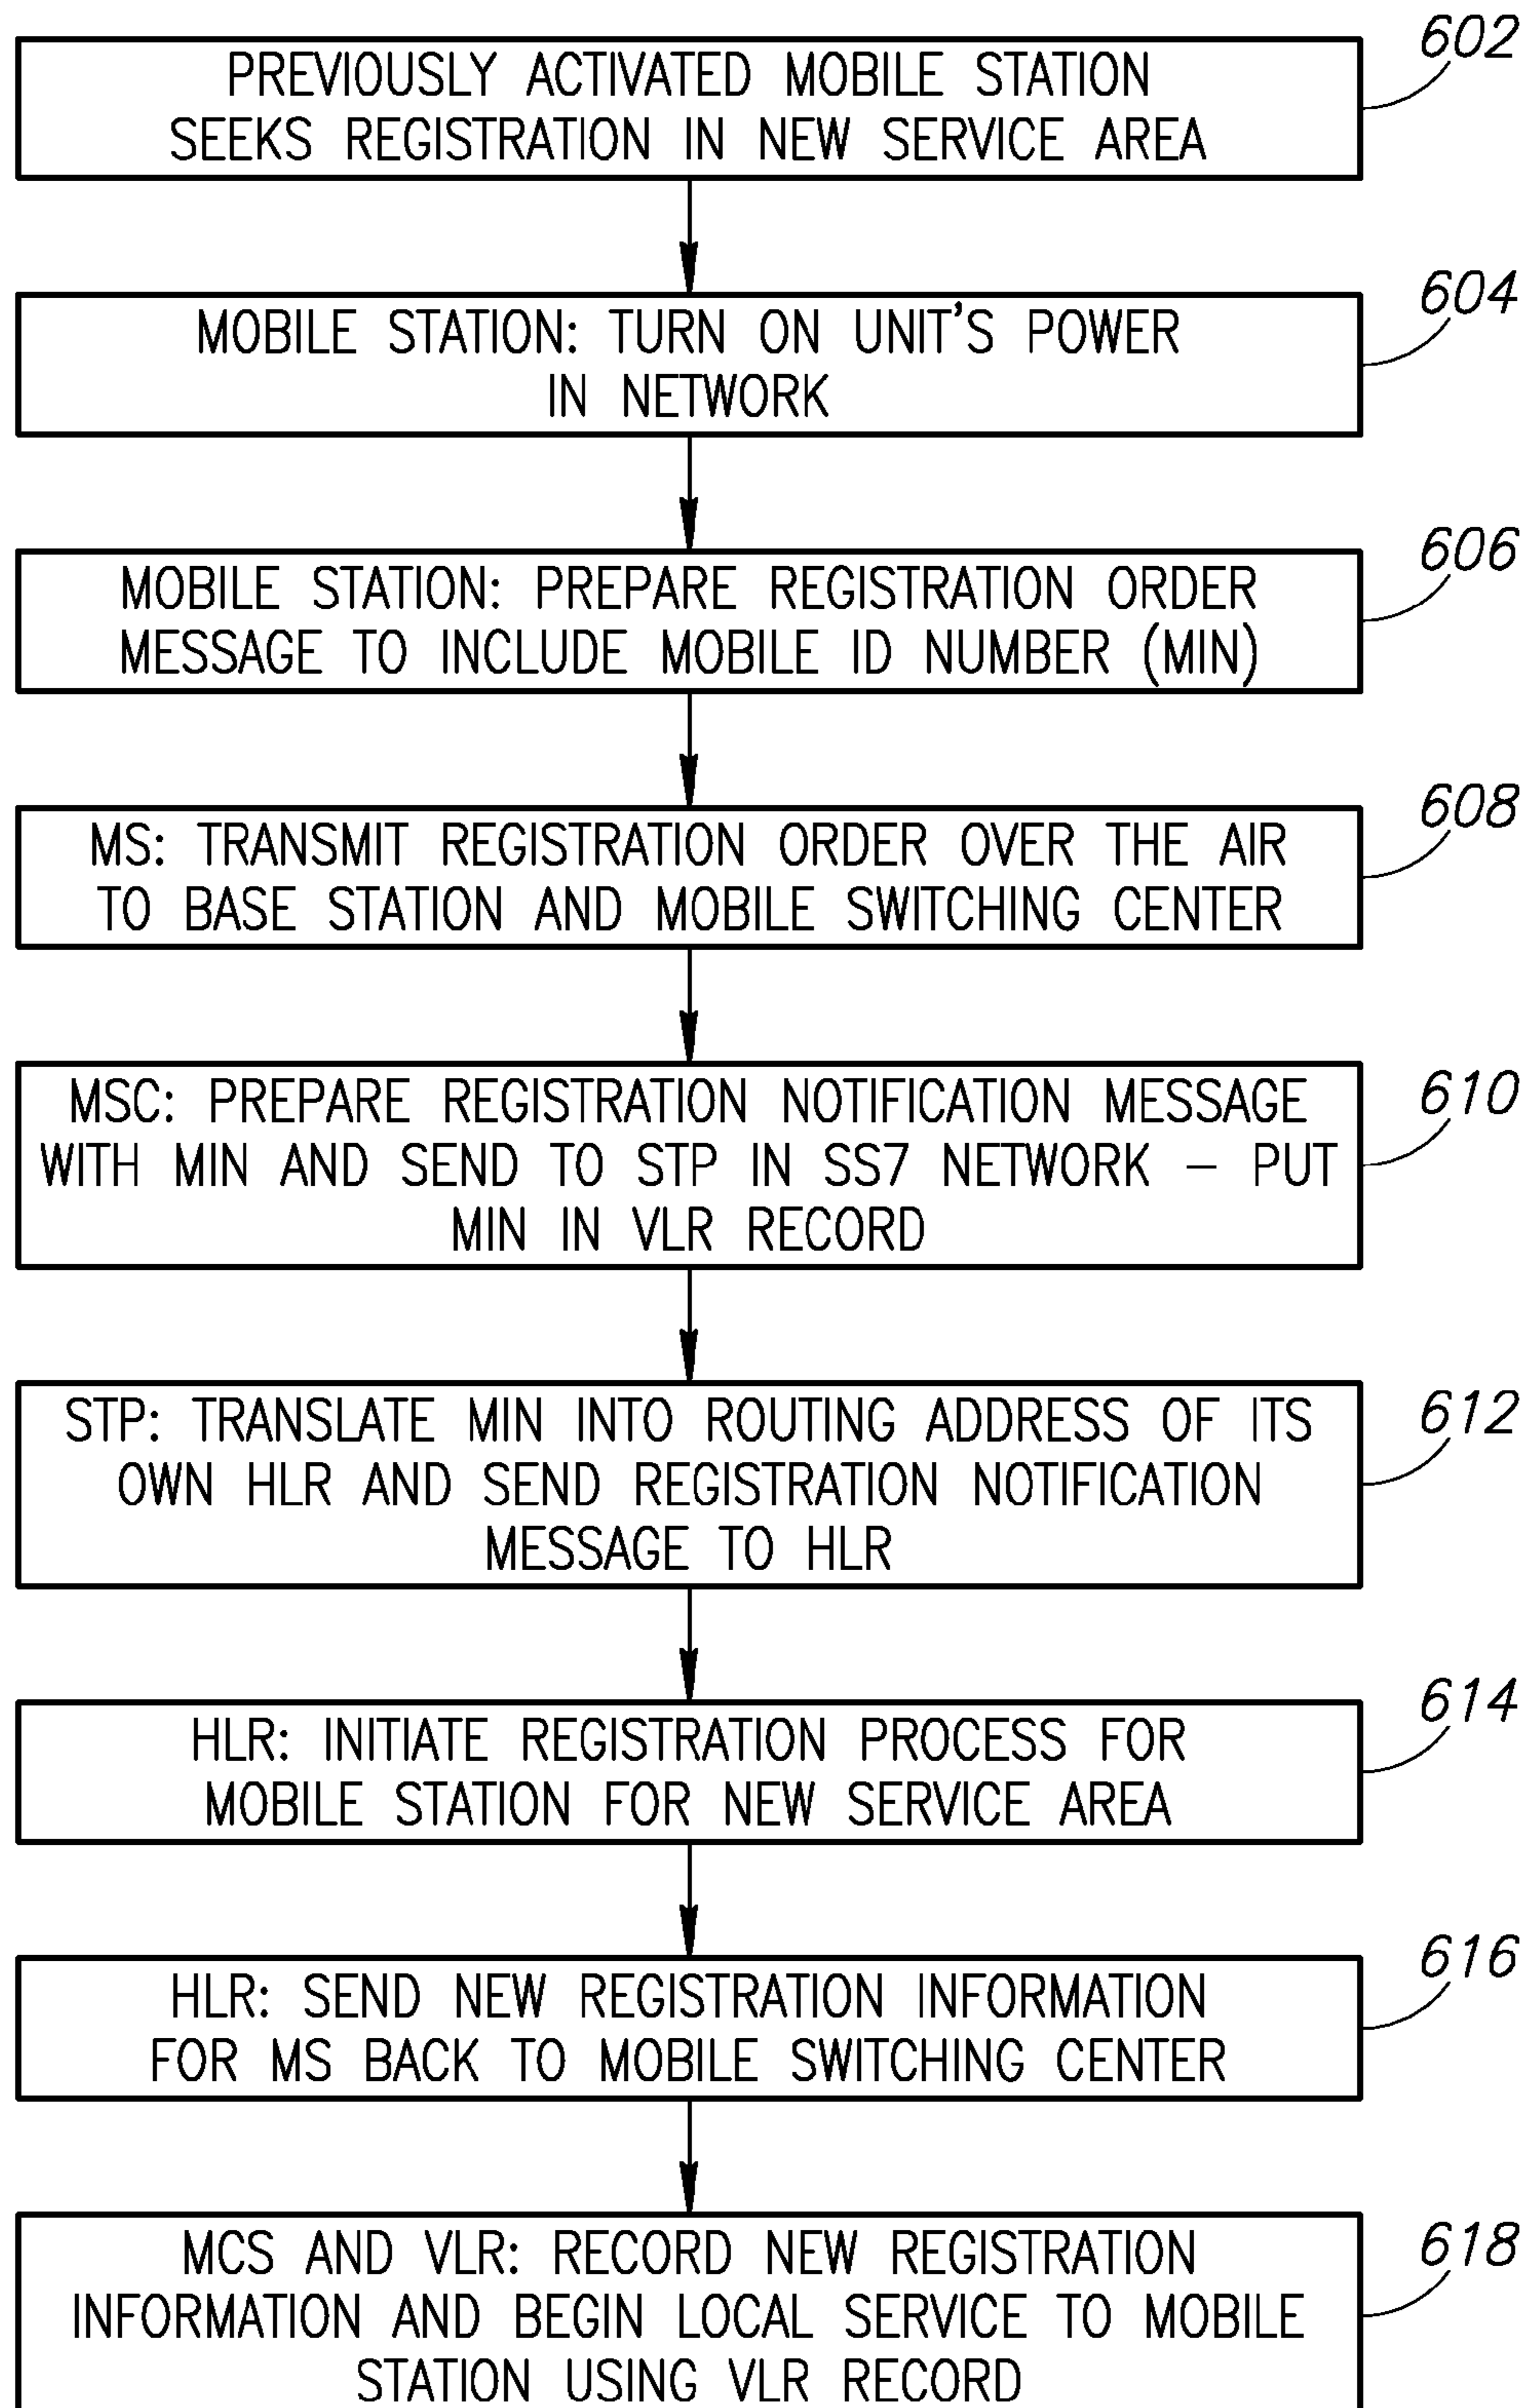 602
PREVIOUSLY ACTIVATED MOBILE STATION
SEEKS REGISTRATION IN NEW SERVICE AREA
604
MOBILE STATION: TURN ON UNIT'S POWER
IN NETWORK
606
MOBILE STATION: PREPARE REGISTRATION ORDER
MESSAGE TO INCLUDE MOBILE ID NUMBER (MIN)
608
MS: TRANSMIT REGISTRATION ORDER OVER THE AIR
TO BASE STATION AND MOBILE SWITCHING CENTER
610
MSC: PREPARE REGISTRATION NOTIFICATION MESSAGE
WITH MIN AND SEND TO STP IN SS7 NETWORK – PUT
MIN IN VLR RECORD
612
STP: TRANSLATE MIN INTO ROUTING ADDRESS OF ITS
OWN HLR AND SEND REGISTRATION NOTIFICATION
MESSAGE TO HLR
614
HLR: INITIATE REGISTRATION PROCESS FOR
MOBILE STATION FOR NEW SERVICE AREA
616
HLR: SEND NEW REGISTRATION INFORMATION
FOR MS BACK TO MOBILE SWITCHING CENTER
618
MCS AND VLR: RECORD NEW REGISTRATION
INFORMATION AND BEGIN LOCAL SERVICE TO MOBILE
STATION USING VLR RECORD